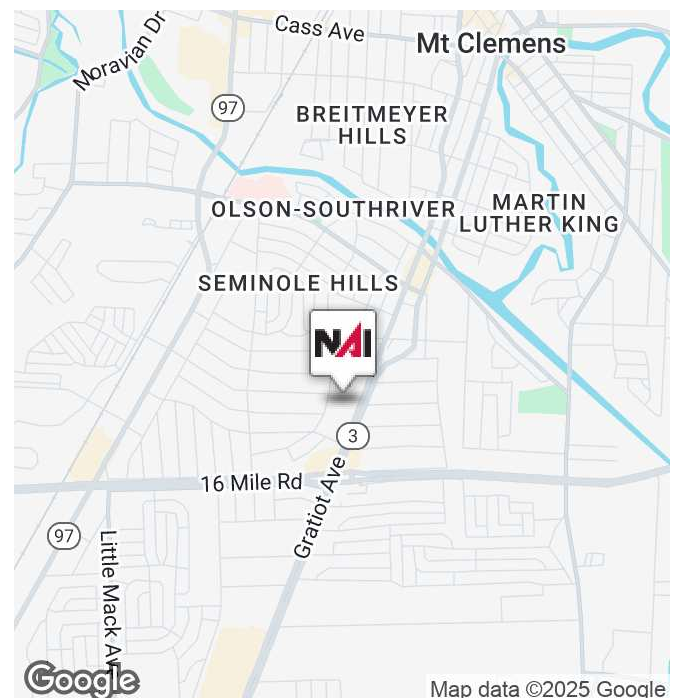 Cass Ave
Mt Clemens
Moravian Dr
97
BREITMEYER
HILLS
OLSON-SOUTHRIVER
MARTIN
LUTHER KING
SEMINOLE HILLS
NAI
3
16 Mile Rd
Gratiot Ave
97
Little Mack Av
Google
Map data ©2025 Google